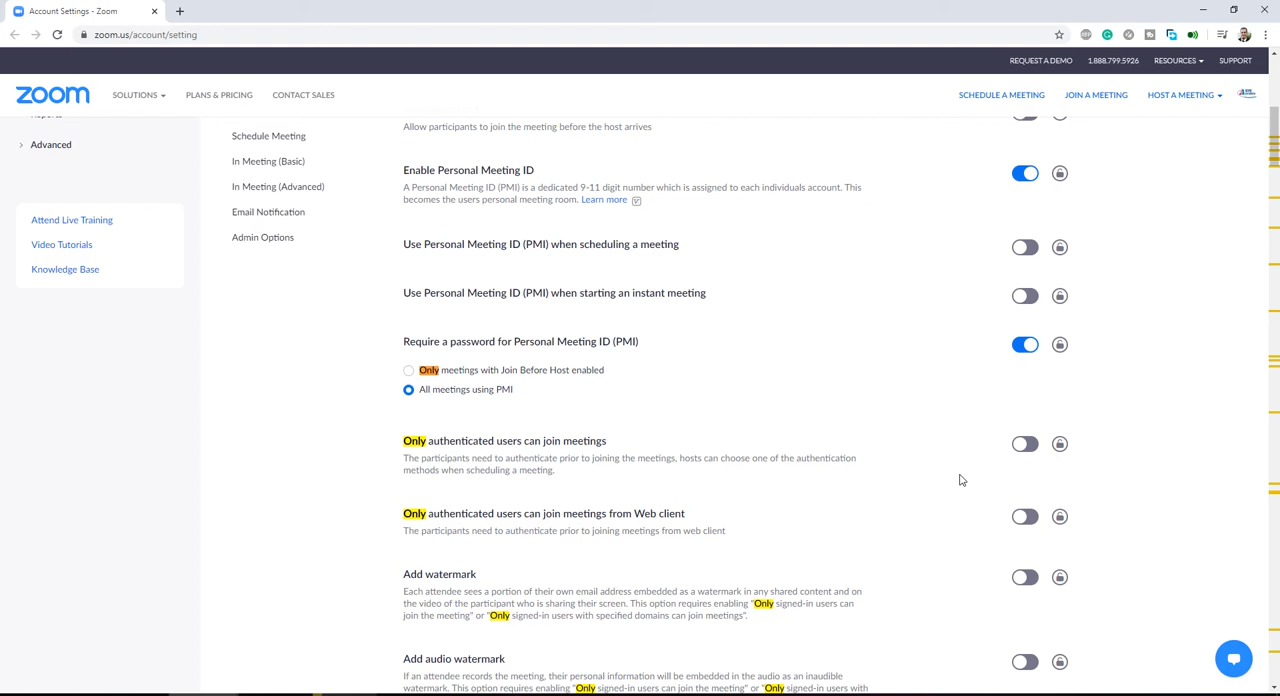 Account Settings - Zoom
zoom.us/account/setting
REQUEST A DEMO 1.888.799.5926 RESOURCES SUPPORT
zoom SOLUTIONS PLANS & PRICING CONTACT SALES SCHEDULE A MEETING JOIN A MEETING HOST A MEETING
Advanced
Attend Live Training
Video Tutorials
Knowledge Base
Schedule Meeting
In Meeting (Basic)
In Meeting (Advanced)
Email Notification
Admin Options
Allow participants to join the meeting before the host arrives
Enable Personal Meeting ID
A Personal Meeting ID (PMI) is a dedicated 9-11 digit number which is assigned to each individuals account. This
becomes the users personal meeting room. Learn more
Use Personal Meeting ID (PMI) when scheduling a meeting
Use Personal Meeting ID (PMI) when starting an instant meeting
Require a password for Personal Meeting ID (PMI)
Only meetings with Join Before Host enabled
All meetings using PMI
Only authenticated users can join meetings
The participants need to authenticate prior to joining the meetings, hosts can choose one of the authentication
methods when scheduling a meeting.
Only authenticated users can join meetings from Web client
The participants need to authenticate prior to joining meetings from web client
Add watermark
Each attendee sees a portion of their own email address embedded as a watermark in any shared content and on
the video of the participant who is sharing their screen. This option requires enabling "Only signed-in users can
join the meeting" or "Only signed-in users with specified domains can join meetings".
Add audio watermark
If an attendee records the meeting, their personal information will be embedded in the audio as an inaudible
watermark. This option requires enabling "Only signed-in users can join the meeting" or "Only signed-in users with